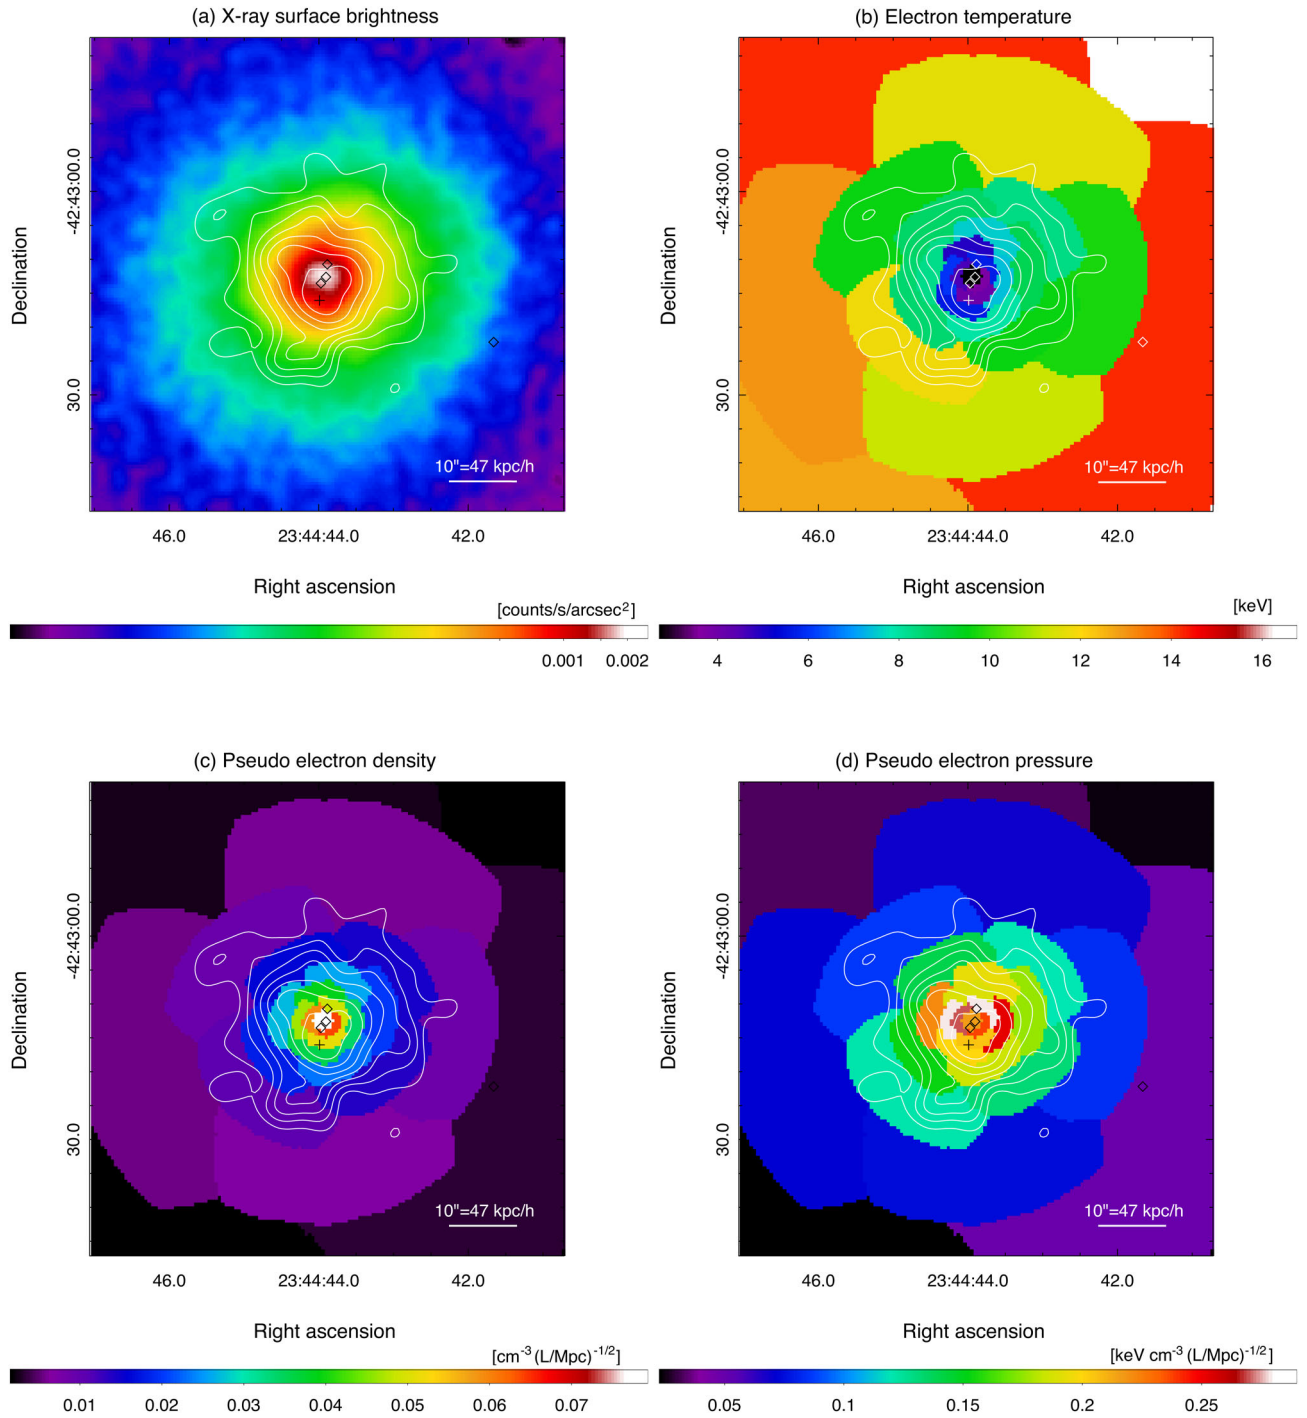 (a) X-ray surface brightness
(b) Electron temperature
Declination
-42:43:00.0
30.0
10"=47 kpc/h
46.0 23:44:44.0 42.0
Right ascension
[counts/s/arcsec²]
0.001 0.002
Declination
-42:43:00.0
30.0
10"=47 kpc/h
46.0 23:44:44.0 42.0
Right ascension
[keV]
4 6 8 10 12 14 16
(c) Pseudo electron density
(d) Pseudo electron pressure
Declination
-42:43:00.0
30.0
10"=47 kpc/h
46.0 23:44:44.0 42.0
Right ascension
[cm⁻³ (L/Mpc)⁻¹/²]
0.01 0.02 0.03 0.04 0.05 0.06 0.07
Declination
-42:43:00.0
30.0
10"=47 kpc/h
46.0 23:44:44.0 42.0
Right ascension
[keV cm⁻³ (L/Mpc)⁻¹/²]
0.05 0.1 0.15 0.2 0.25